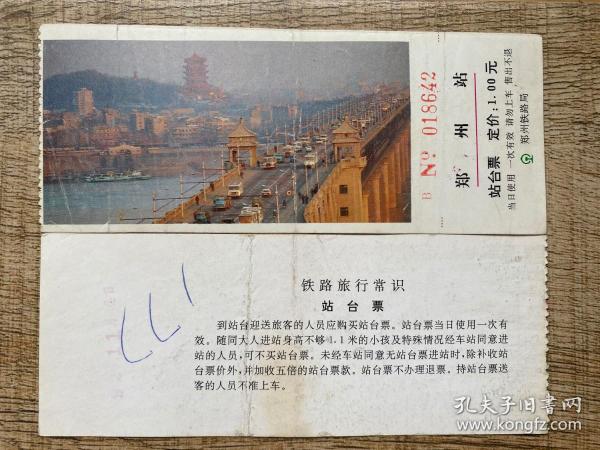 B No 018642
郑州站
站台票 定价:1.00元
当日使用 一次有效 请勿上车 售出不退
郑州铁路局
铁路旅行常识
站台票
到站台迎送旅客的人员应购买站台票。站台票当日使用一次有
效。随同大人进站身高不够1.1米的小孩及特殊情况经车站同意进
站的人员,可不买站台票。未经车站同意无站台票进站时,除补收站
台票价外,并加收五倍的站台票款。站台票不办理退票。持站台票送
客的人员不准上车。
孔夫子旧书网
www.kongfz.com